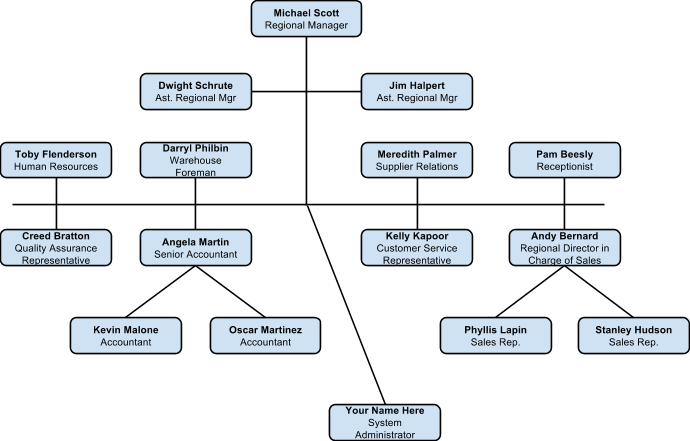 Michael Scott
Regional Manager
Dwight Schrute
Ast. Regional Mgr
Jim Halpert
Ast. Regional Mgr
Toby Flenderson
Human Resources
Darryl Philbin
Warehouse
Foreman
Meredith Palmer
Supplier Relations
Pam Beesly
Receptionist
Creed Bratton
Quality Assurance
Representative
Angela Martin
Senior Accountant
Kelly Kapoor
Customer Service
Representative
Andy Bernard
Regional Director in
Charge of Sales
Kevin Malone
Accountant
Oscar Martinez
Accountant
Phyllis Lapin
Sales Rep.
Stanley Hudson
Sales Rep.
Your Name Here
System
Administrator